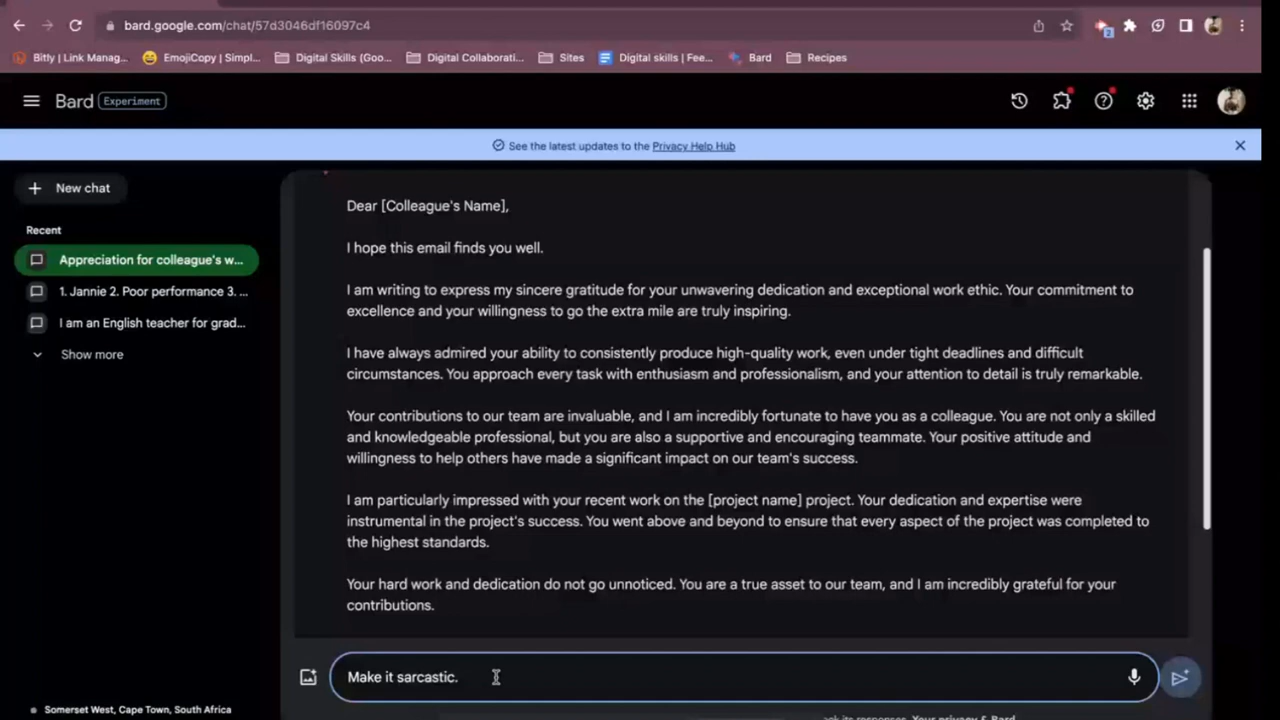 bard.google.com/chat/57d3046df16097c4
Bitly | Link Manag... EmojiCopy | Simpl... Digital Skills (Goo... Digital Collaborati... Sites Digital skills | Fee... Bard Recipes
Bard Experiment
See the latest updates to the Privacy Help Hub
New chat
Recent
Appreciation for colleague's w...
1. Jannie 2. Poor performance 3. ...
I am an English teacher for grad...
Show more
Somerset West, Cape Town, South Africa
Dear [Colleague's Name],
I hope this email finds you well.
I am writing to express my sincere gratitude for your unwavering dedication and exceptional work ethic. Your commitment to
excellence and your willingness to go the extra mile are truly inspiring.
I have always admired your ability to consistently produce high-quality work, even under tight deadlines and difficult
circumstances. You approach every task with enthusiasm and professionalism, and your attention to detail is truly remarkable.
Your contributions to our team are invaluable, and I am incredibly fortunate to have you as a colleague. You are not only a skilled
and knowledgeable professional, but you are also a supportive and encouraging teammate. Your positive attitude and
willingness to help others have made a significant impact on our team's success.
I am particularly impressed with your recent work on the [project name] project. Your dedication and expertise were
instrumental in the project's success. You went above and beyond to ensure that every aspect of the project was completed to
the highest standards.
Your hard work and dedication do not go unnoticed. You are a true asset to our team, and I am incredibly grateful for your
contributions.
Make it sarcastic.
its responses. Your privacy & Bard